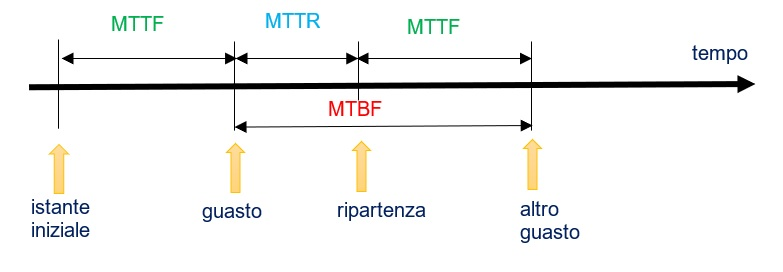 MTTF
MTTR
MTTF
tempo
MTBF
istante
iniziale
guasto
ripartenza
altro
guasto